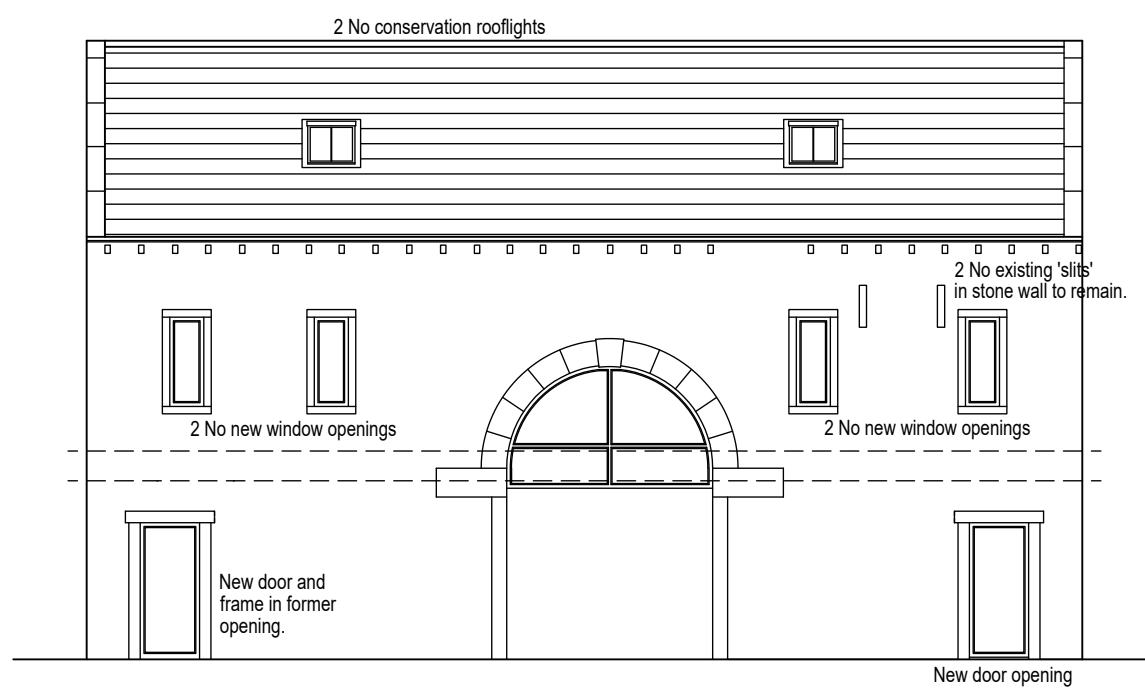 2 No conservation rooflights
2 No existing 'slits'
in stone wall to remain.
2 No new window openings
2 No new window openings
New door and
frame in former
opening.
New door opening